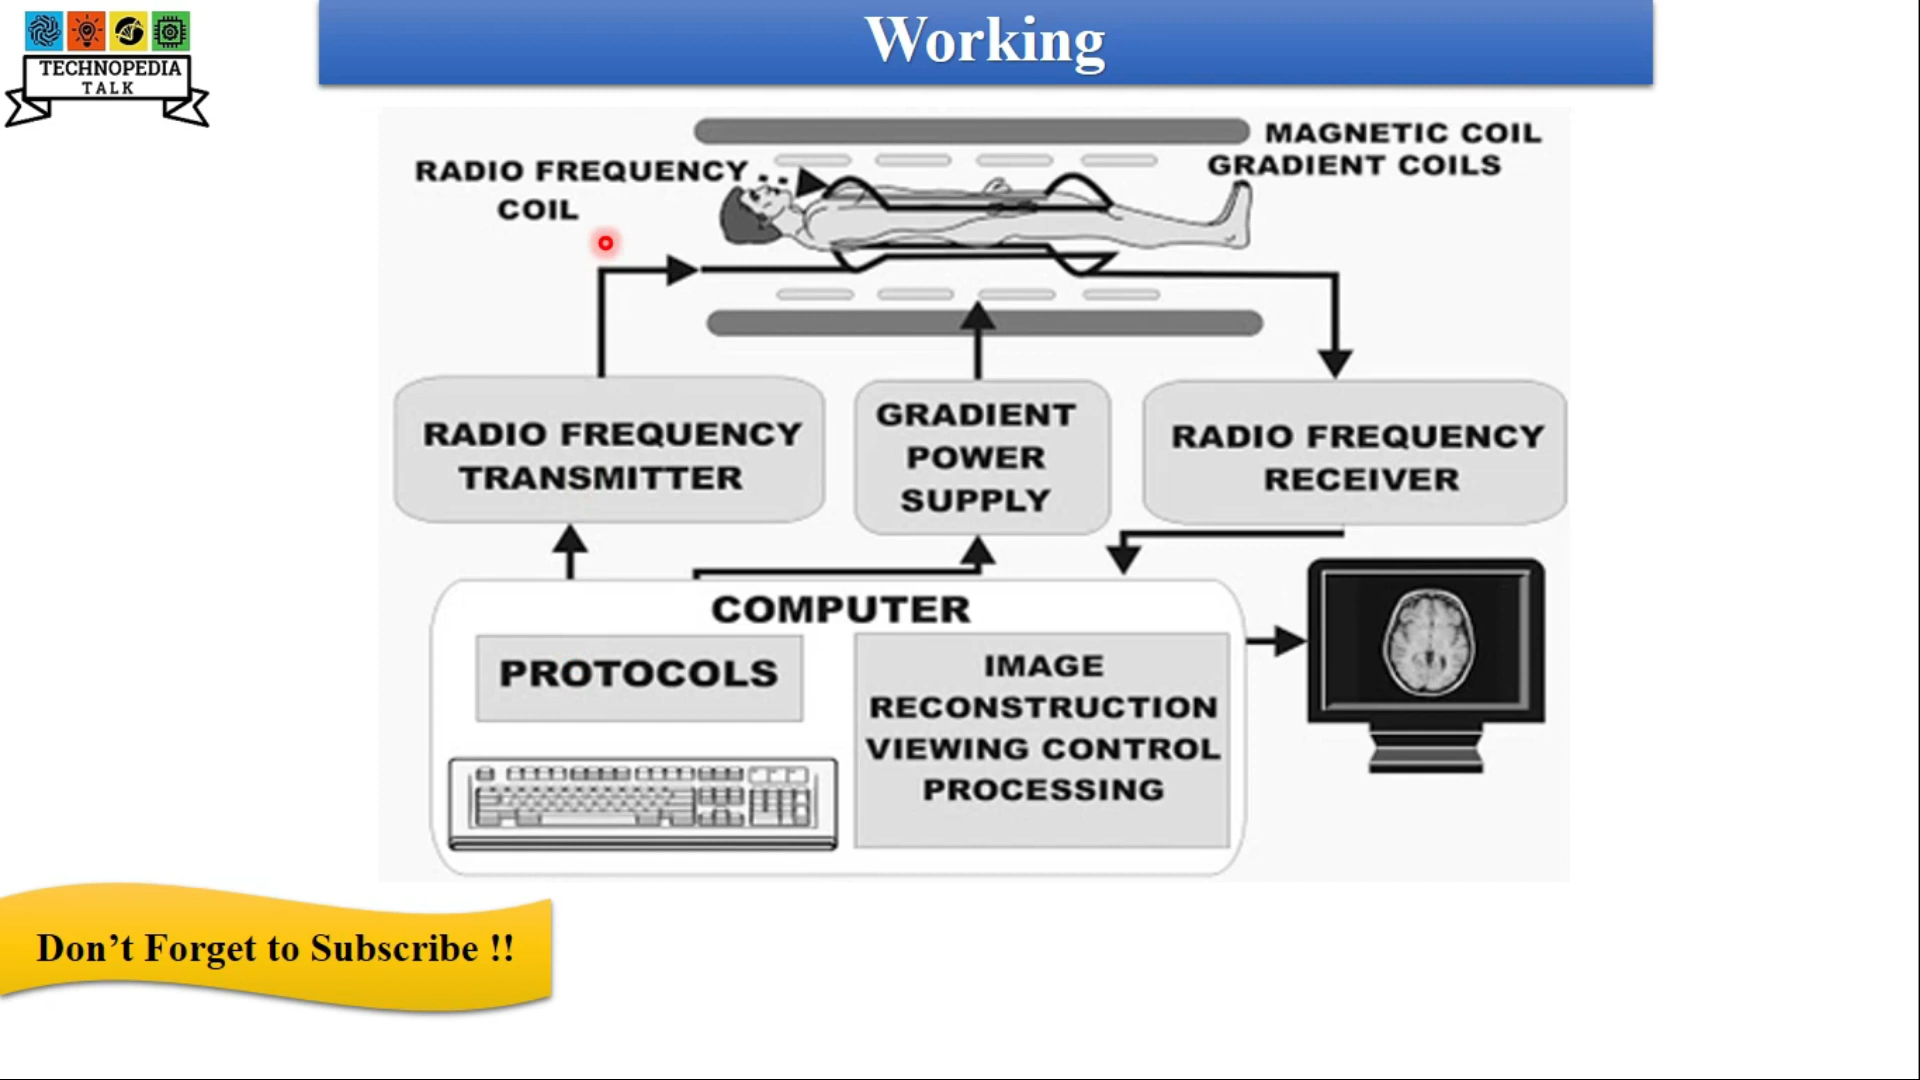 TECHNOPEDIA
TALK
Working
MAGNETIC COIL
GRADIENT COILS
RADIO FREQUENCY
COIL
RADIO FREQUENCY
TRANSMITTER
GRADIENT
POWER
SUPPLY
RADIO FREQUENCY
RECEIVER
COMPUTER
PROTOCOLS
IMAGE
RECONSTRUCTION
VIEWING CONTROL
PROCESSING
Don’t Forget to Subscribe !!